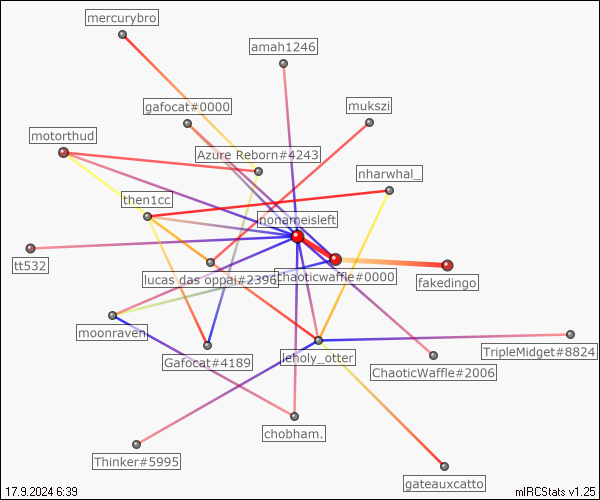 mercurybro
amah1246
gafocat#0000
mukszi
motorthud
Azure Reborn#4243
nharwhal_
then1cc
nonameisleft
tt532
lucas das oppai#2396
chaoticwaffle#0000
fakedingo
moonraven
Gafocat#4189
leholy_otter
TripleMidget#8824
ChaoticWaffle#2006
chobham.
Thinker#5995
gateauxcatto
17.9.2024 6:39
mIRCStats v1.25